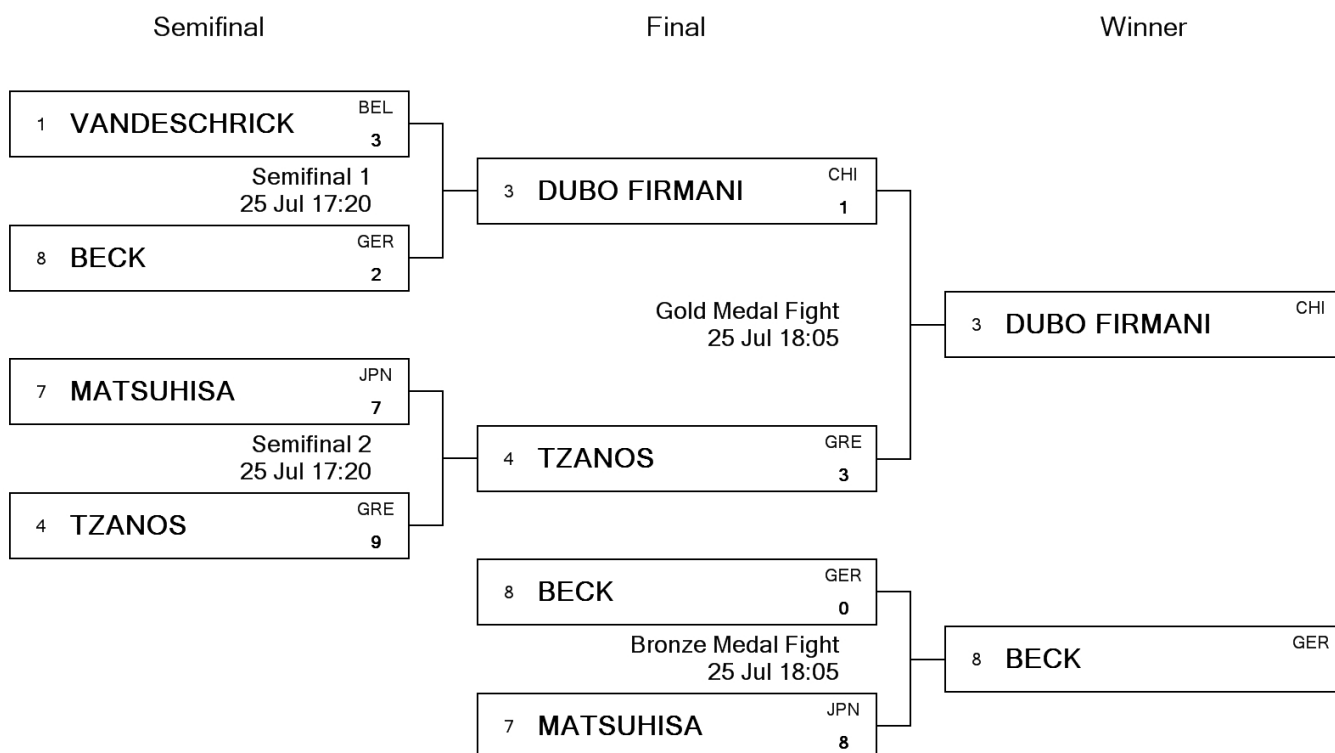 Semifinal
Final
Winner
1 VANDESCHRICK BEL
3
Semifinal 1
25 Jul 17:20
8 BECK GER
2
3 DUBO FIRMANI CHI
1
Gold Medal Fight
25 Jul 18:05
3 DUBO FIRMANI CHI
7 MATSUHISA JPN
7
Semifinal 2
25 Jul 17:20
4 TZANOS GRE
9
4 TZANOS GRE
3
8 BECK GER
0
Bronze Medal Fight
25 Jul 18:05
7 MATSUHISA JPN
8
8 BECK GER